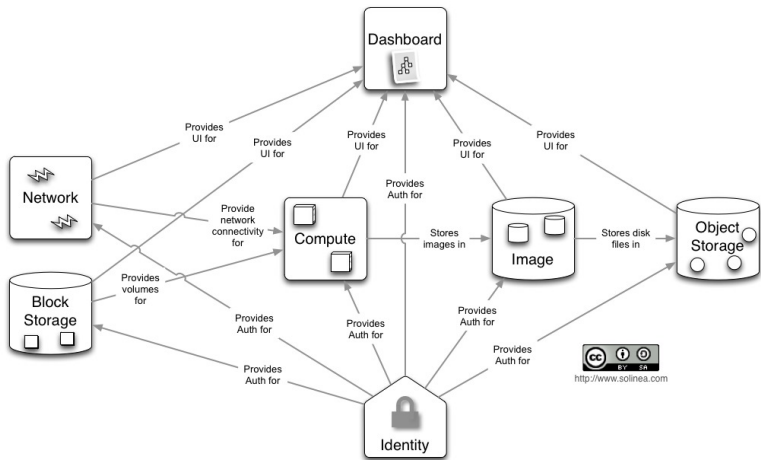 Dashboard
Provides
UI for
Provides
UI for
Provides
UI for
Provides
UI for
Provides
UI for
Provides
Auth for
Network
Provide
network
connectivity
for
Compute
Stores
images in
Image
Stores disk
files in
Object
Storage
Block
Storage
Provides
volumes
for
Provides
Auth for
Provides
Auth for
Provides
Auth for
Provides
Auth for
Provides
Auth for
Identity
cc
BY SA
http://www.solinea.com